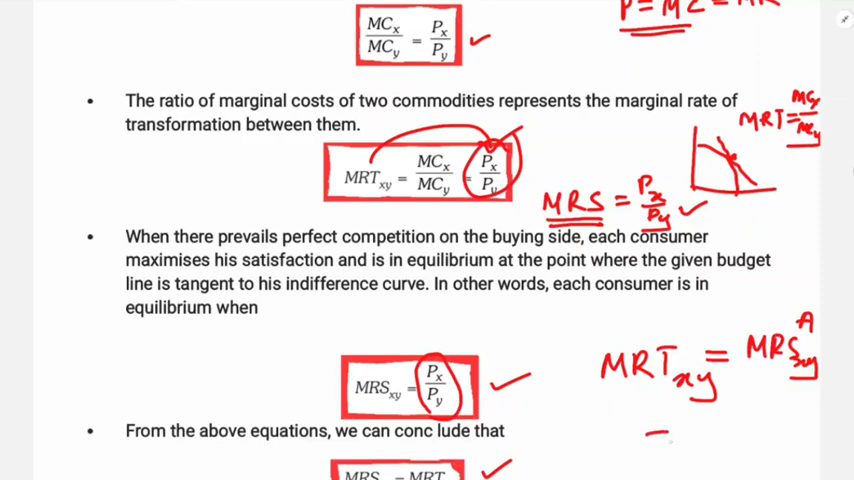 P = MC = MR
MCx / MCy = Px / Py
• The ratio of marginal costs of two commodities represents the marginal rate of
transformation between them.
MRT = MCx / MCy
MRTxy = MCx / MCy = Px / Py
MRS = Px / Py
• When there prevails perfect competition on the buying side, each consumer
maximises his satisfaction and is in equilibrium at the point where the given budget
line is tangent to his indifference curve. In other words, each consumer is in
equilibrium when
MRTxy = MRS A xy
MRSxy = Px / Py
• From the above equations, we can conc lude that
MRS = MRT